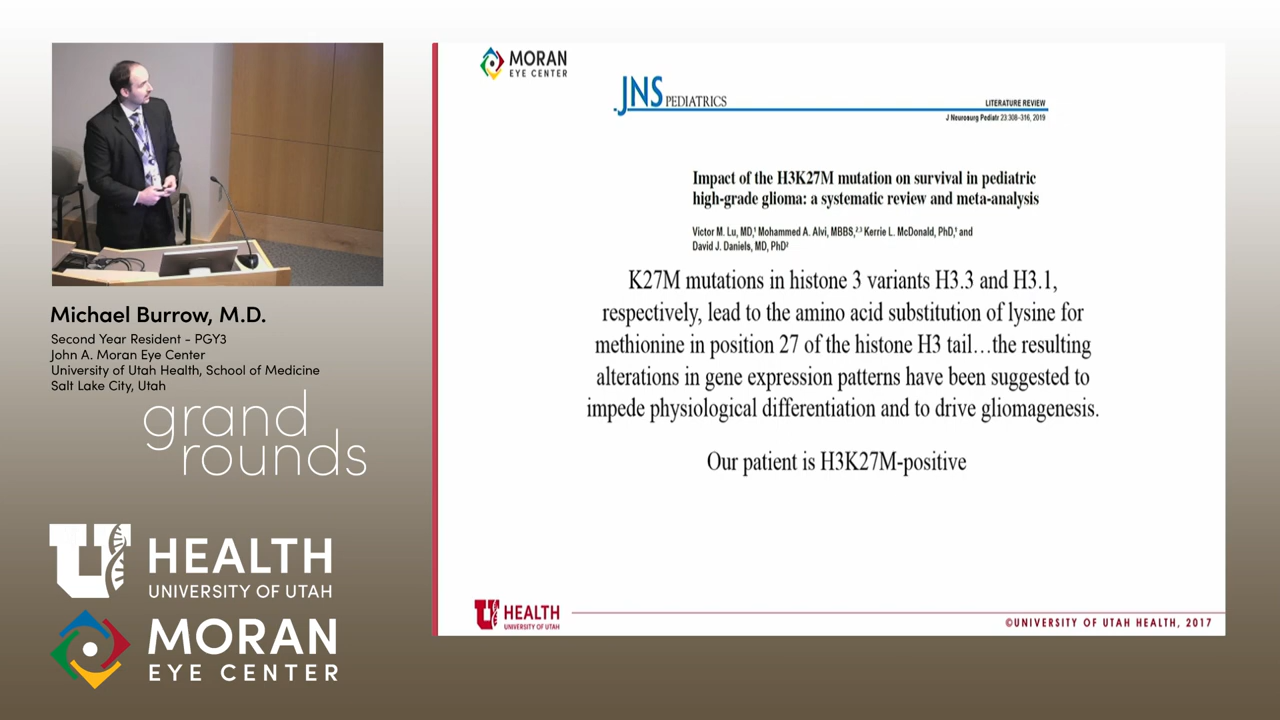 Michael Burrow, M.D.
Second Year Resident - PGY3
John A. Moran Eye Center
University of Utah Health, School of Medicine
Salt Lake City, Utah
grand
rounds
U HEALTH
UNIVERSITY OF UTAH
MORAN
EYE CENTER
MORAN
EYE CENTER
JNS PEDIATRICS
LITERATURE REVIEW
J Neurosurg Pediatr 23:308–316, 2019
Impact of the H3K27M mutation on survival in pediatric
high-grade glioma: a systematic review and meta-analysis
Victor M. Lu, MD,¹ Mohammed A. Alvi, MBBS,²,³ Kerrie L. McDonald, PhD,¹ and
David J. Daniels, MD, PhD²
K27M mutations in histone 3 variants H3.3 and H3.1,
respectively, lead to the amino acid substitution of lysine for
methionine in position 27 of the histone H3 tail…the resulting
alterations in gene expression patterns have been suggested to
impede physiological differentiation and to drive gliomagenesis.
Our patient is H3K27M-positive
U HEALTH
UNIVERSITY OF UTAH
©UNIVERSITY OF UTAH HEALTH, 2017